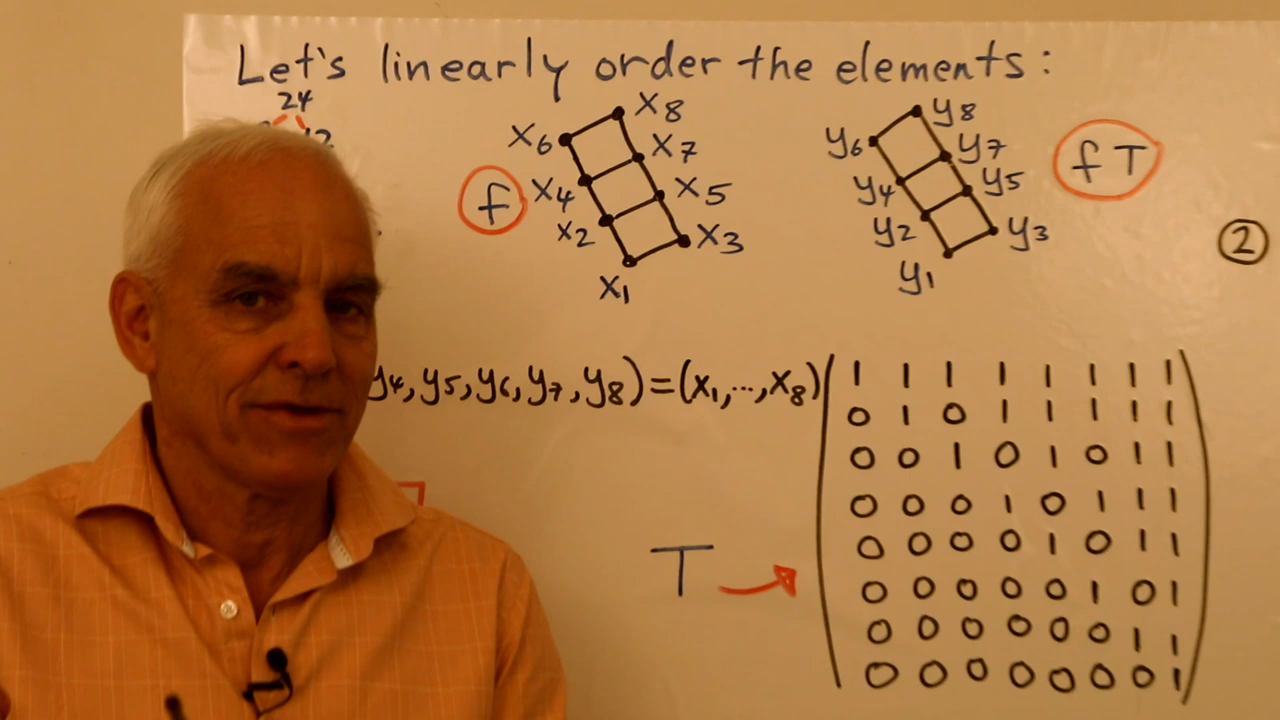 Let's linearly order the elements:
24
12
x8
x6
x7
f
x4
x5
x2
x3
x1
y8
y6
y7
y4
y5
y2
y3
y1
f T
2
y4, y5, y6, y7, y8) = (x1, ..., x8)
1 1 1 1 1 1 1 1
0 1 0 1 1 1 1 1
0 0 1 0 1 0 1 1
0 0 0 1 0 1 1 1
0 0 0 0 1 0 1 1
0 0 0 0 0 1 0 1
0 0 0 0 0 0 1 1
0 0 0 0 0 0 0 1
T →